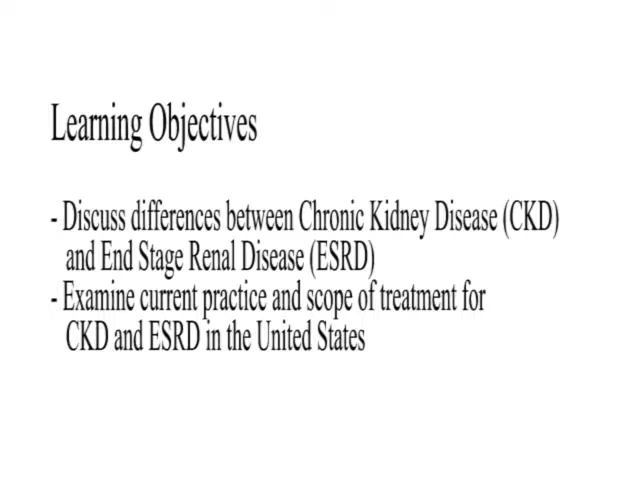 Learning Objectives
- Discuss differences between Chronic Kidney Disease (CKD)
and End Stage Renal Disease (ESRD)
- Examine current practice and scope of treatment for
CKD and ESRD in the United States